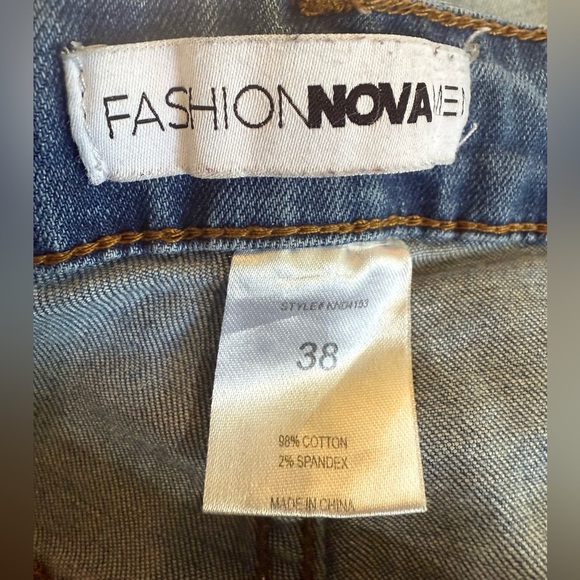 FASHIONNOVAMEN
STYLE# KND4153
38
98% COTTON
2% SPANDEX
MADE IN CHINA